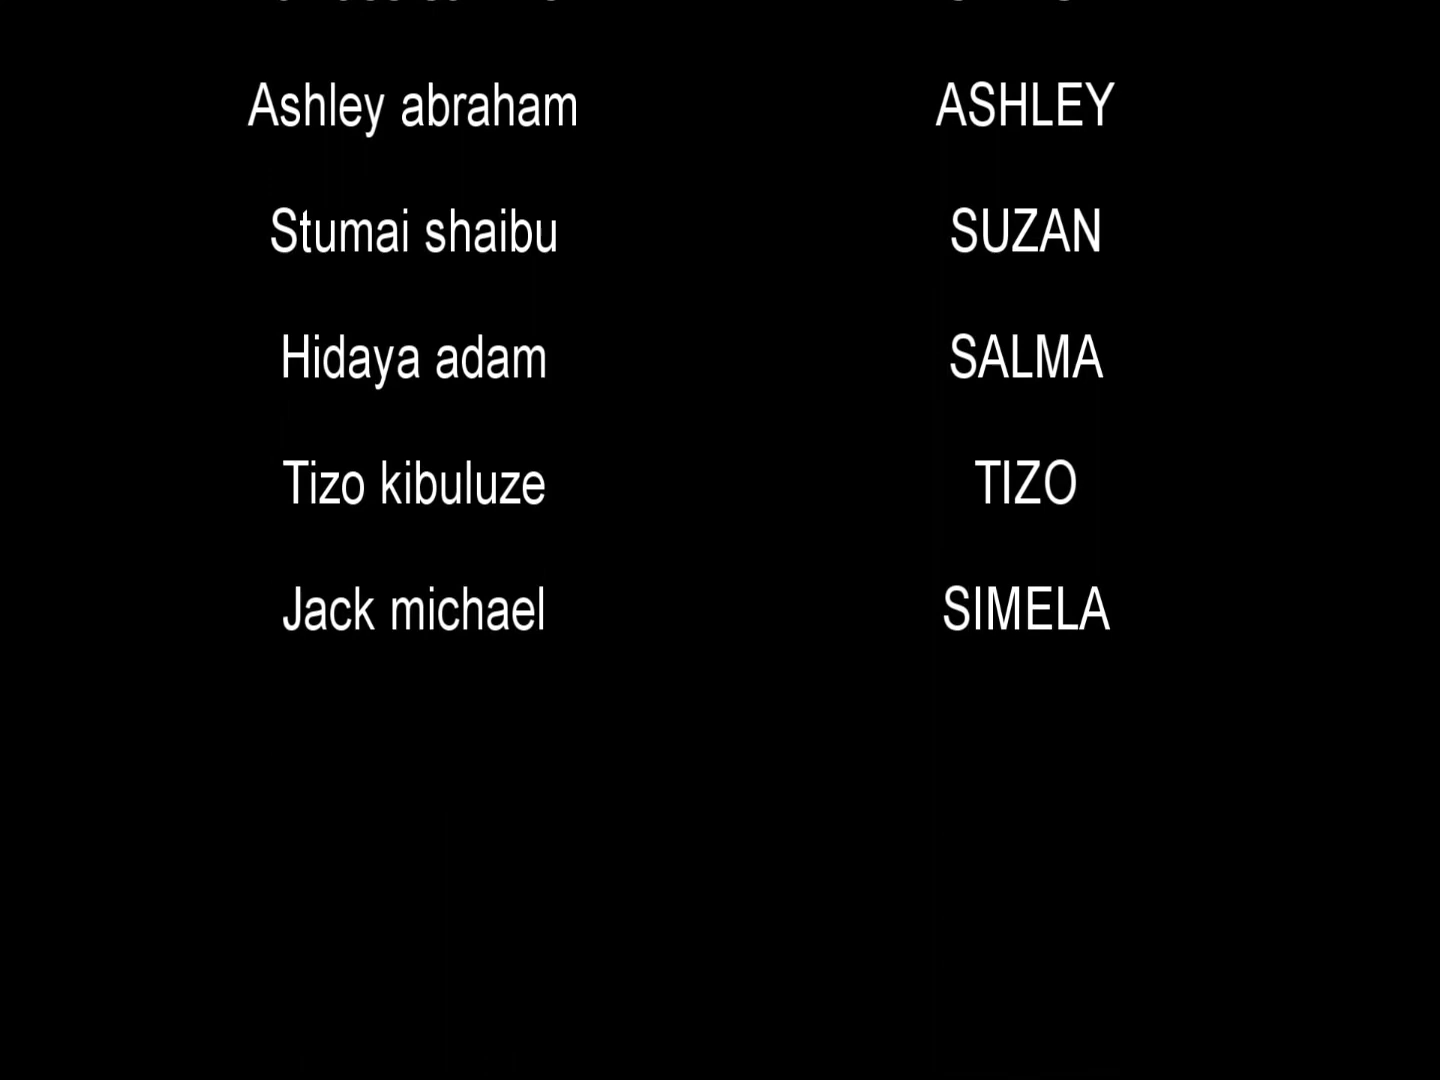 Ashley abraham ASHLEY
Stumai shaibu SUZAN
Hidaya adam SALMA
Tizo kibuluze TIZO
Jack michael SIMELA